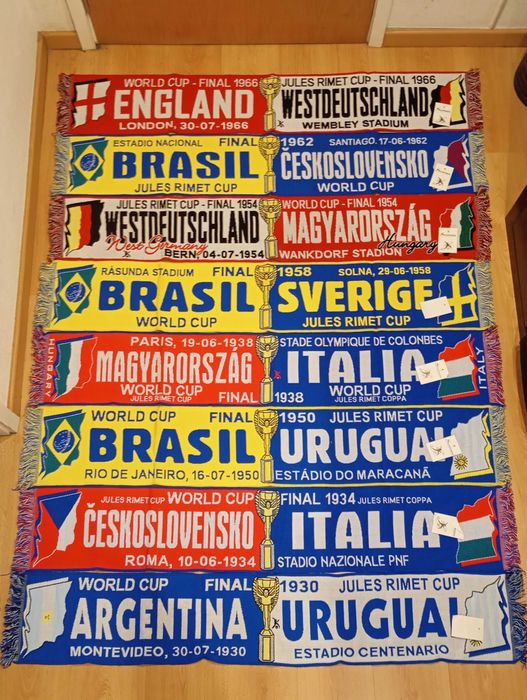 WORLD CUP - FINAL 1966
ENGLAND
LONDON, 30-07-1966
JULES RIMET CUP - FINAL 1966
WESTDEUTSCHLAND
WEMBLEY STADIUM
ESTADIO NACIONAL FINAL
BRASIL
JULES RIMET CUP
1962 SANTIAGO. 17-06-1962
ČESKOSLOVENSKO
WORLD CUP
JULES RIMET CUP - FINAL 1954
WESTDEUTSCHLAND
West Germany
BERN, 04-07-1954
WORLD CUP - FINAL 1954
MAGYARORSZÁG
Hungary
WANKDORF STADION
RÅSUNDA STADIUM FINAL
BRASIL
WORLD CUP
1958 SOLNA, 29-06-1958
SVERIGE
JULES RIMET CUP
HUNGARY
PARIS, 19-06-1938
MAGYARORSZÁG
WORLD CUP
JULES RIMET CUP FINAL
STADE OLYMPIQUE DE COLONBES
ITALIA
WORLD CUP
1938 JULES RIMET COPPA
ITALY
WORLD CUP FINAL
BRASIL
RIO DE JANEIRO, 16-07-1950
1950 JULES RIMET CUP
URUGUAI
ESTÁDIO DO MARACANÃ
JULES RIMET CUP WORLD CUP
ČESKOSLOVENSKO
ROMA, 10-06-1934
FINAL 1934 JULES RIMET COPPA
ITALIA
STADIO NAZIONALE PNF
WORLD CUP FINAL
ARGENTINA
MONTEVIDEO, 30-07-1930
1930 JULES RIMET CUP
URUGUAI
ESTADIO CENTENARIO